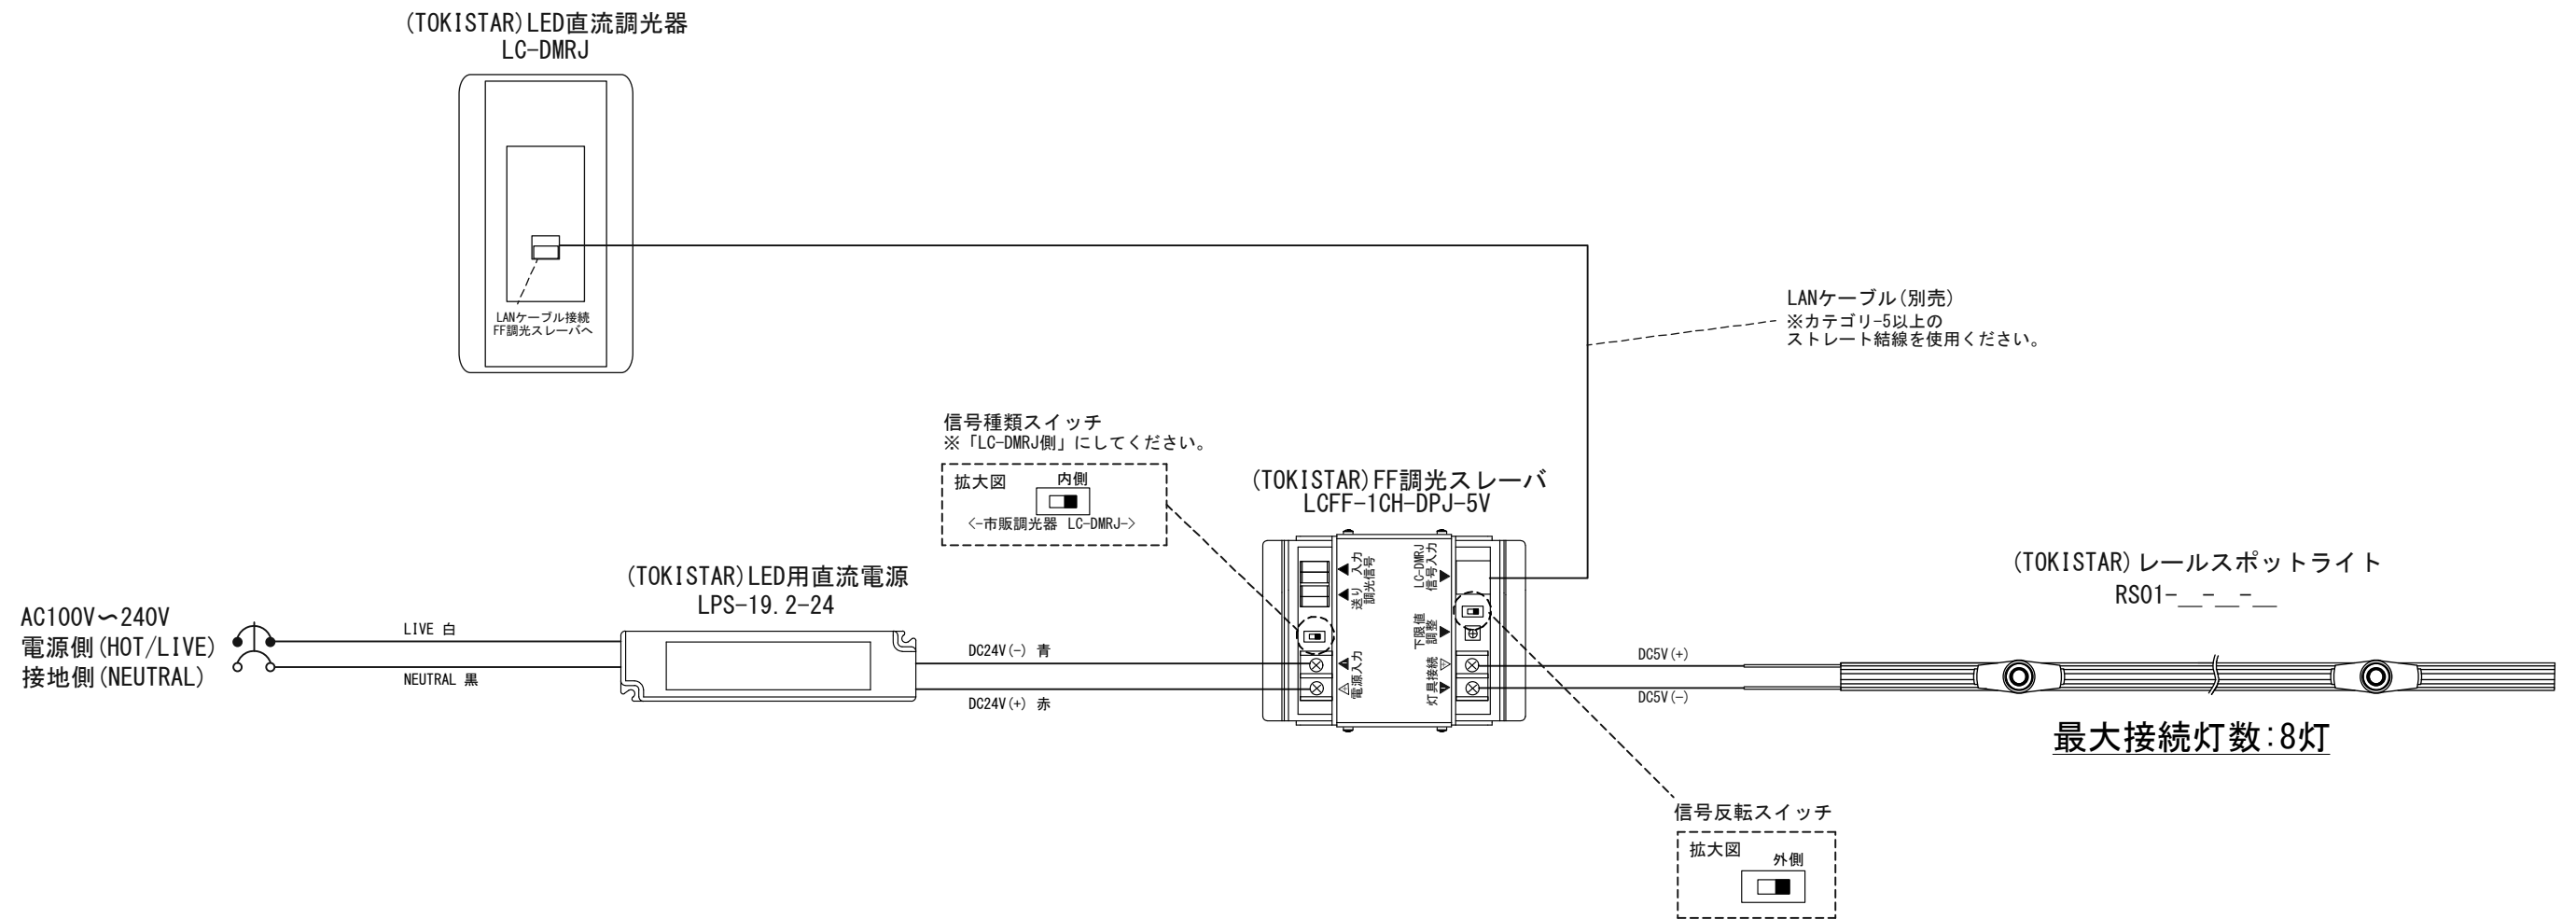 (TOKISTAR)LED直流調光器
LC-DMRJ
LANケーブル接続
FF調光スレーバへ
LANケーブル(別売)
※カテゴリ-5以上の
ストレート結線を使用ください。
信号種類スイッチ
※「LC-DMRJ側」にしてください。
拡大図
内側
<-市販調光器 LC-DMRJ->
(TOKISTAR)FF調光スレーバ
LCFF-1CH-DPJ-5V
入力
送り
調光信号
電源入力
LC-DMRJ
信号入力
下限値
調整
灯具接続
(TOKISTAR)LED用直流電源
LPS-19.2-24
AC100V〜240V
電源側(HOT/LIVE)
接地側(NEUTRAL)
LIVE 白
NEUTRAL 黒
DC24V(-) 青
DC24V(+) 赤
DC5V(+)
DC5V(-)
(TOKISTAR)レールスポットライト
RS01-__-__-__
最大接続灯数:8灯
信号反転スイッチ
拡大図
外側